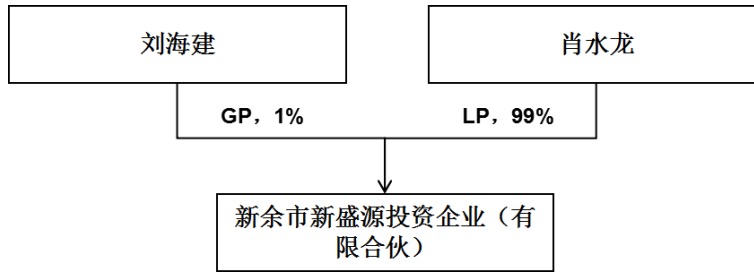 刘海建
肖水龙
GP，1%
LP，99%
新余市新盛源投资企业（有
限合伙）